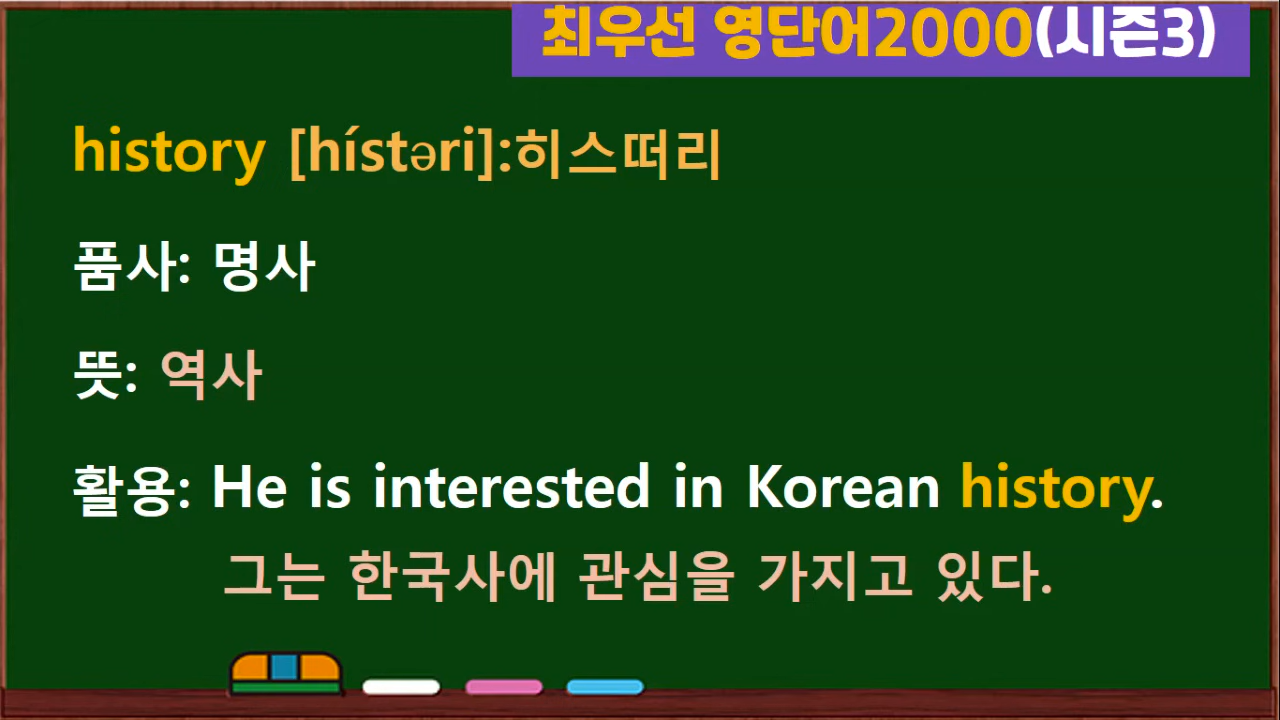 최우선 영단어2000(시즌3)
history [hístəri]:히스떠리
품사: 명사
뜻: 역사
활용: He is interested in Korean history.
그는 한국사에 관심을 가지고 있다.